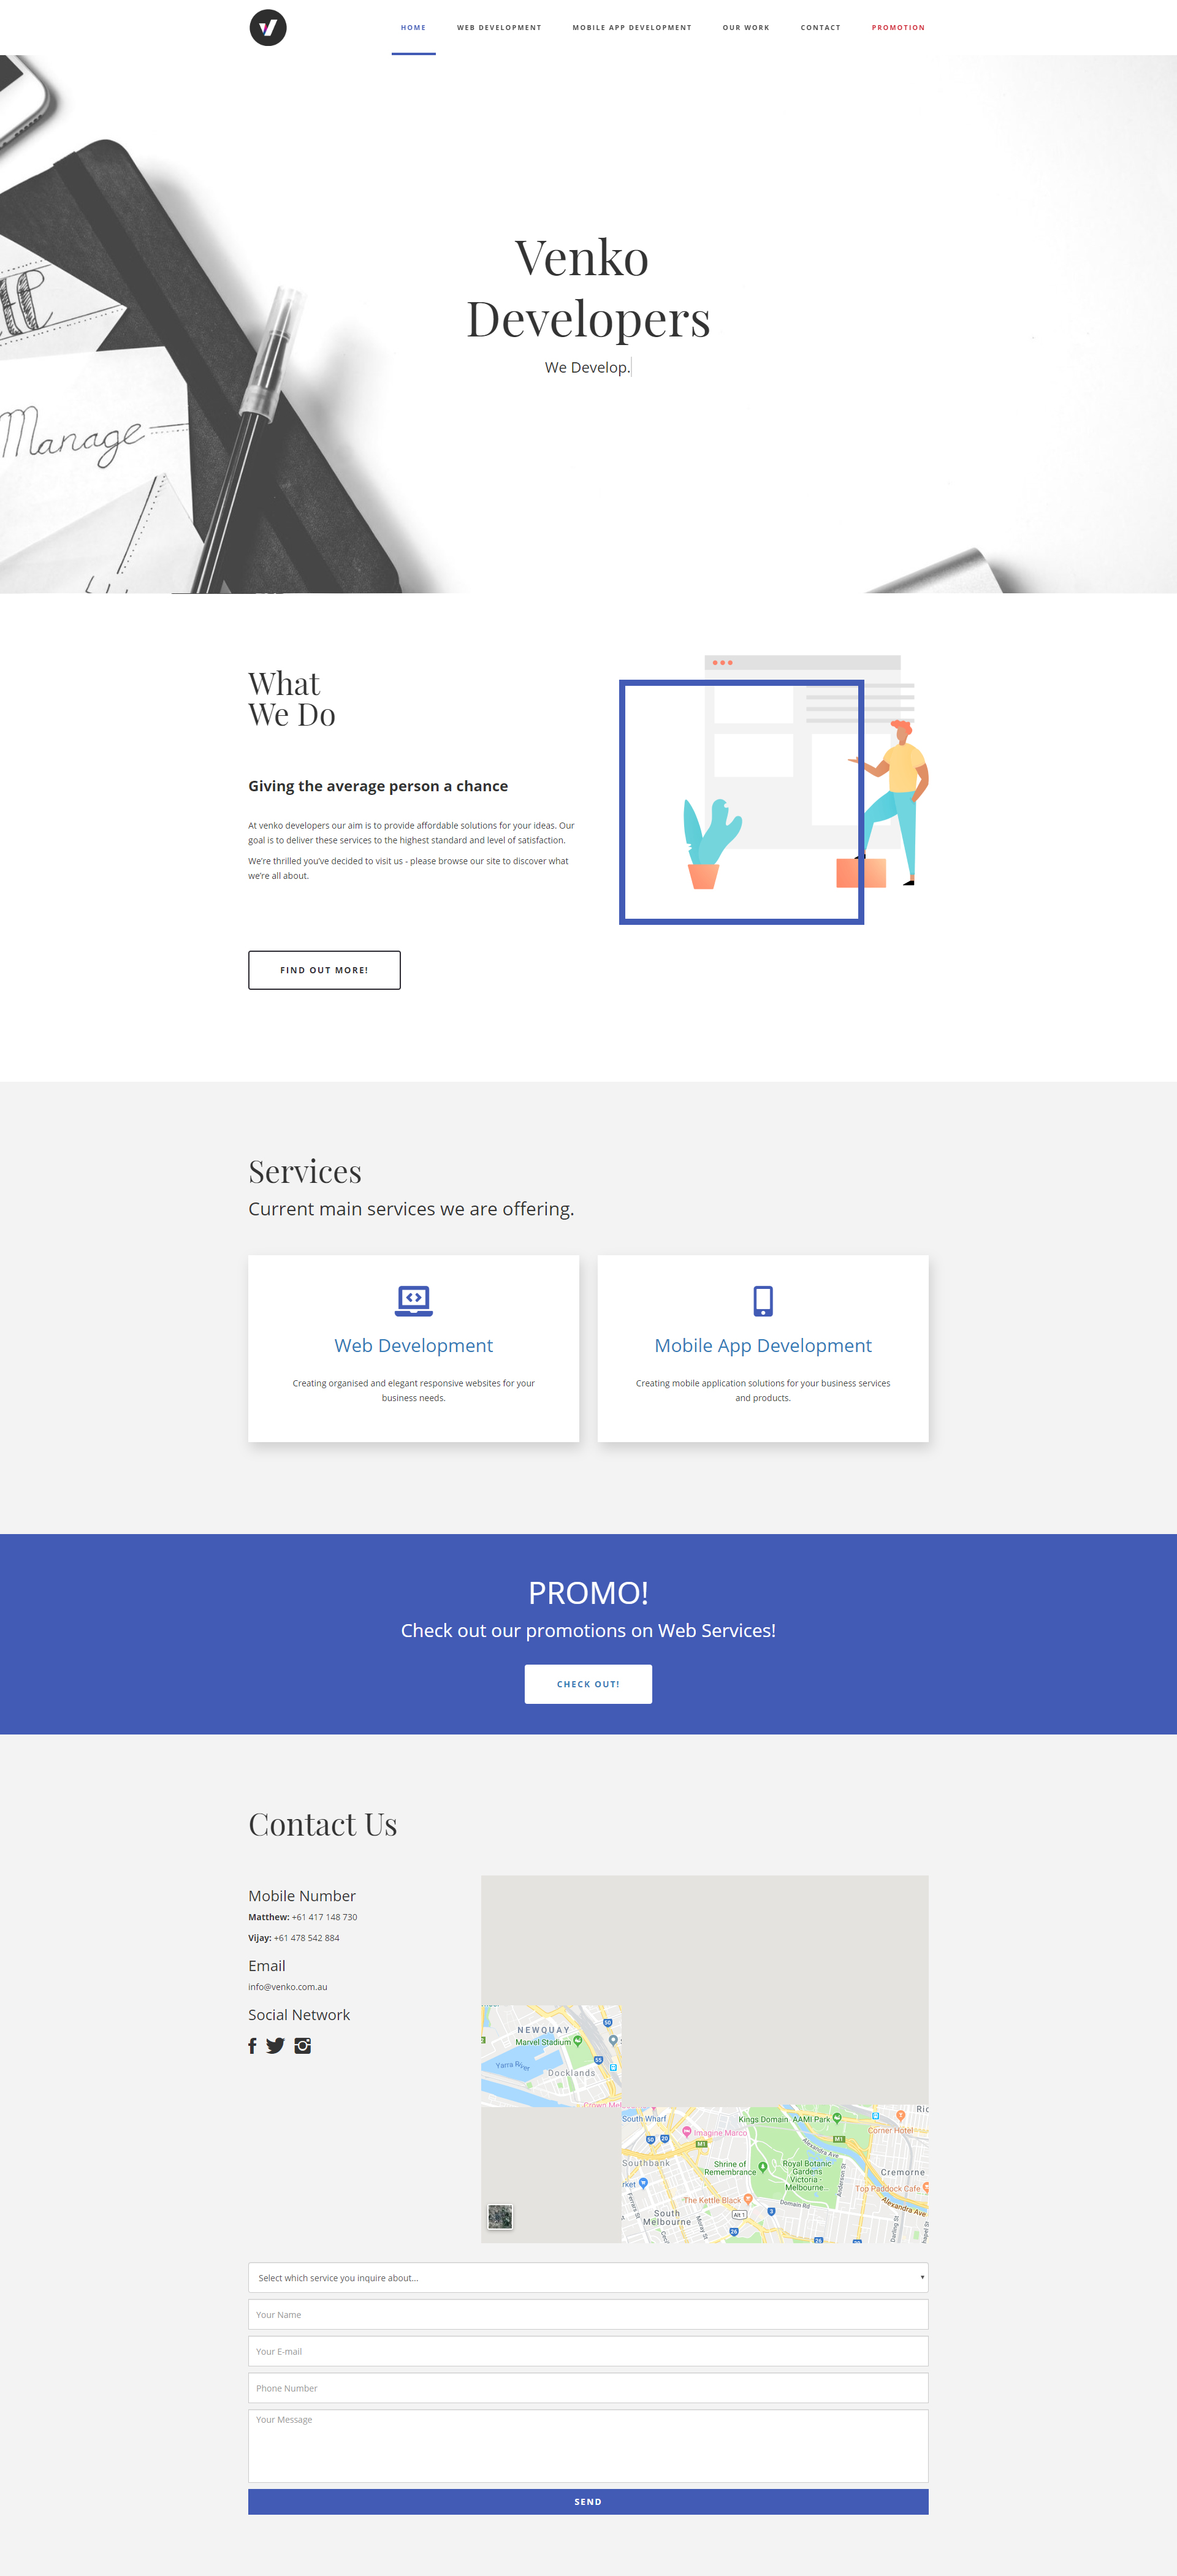 HOME WEB DEVELOPMENT MOBILE APP DEVELOPMENT OUR WORK CONTACT PROMOTION
Venko
Developers
We Develop.
Manage
What
We Do
Giving the average person a chance
At venko developers our aim is to provide affordable solutions for your ideas. Our
goal is to deliver these services to the highest standard and level of satisfaction.
We're thrilled you've decided to visit us - please browse our site to discover what
we're all about.
FIND OUT MORE!
Services
Current main services we are offering.
Web Development
Creating organised and elegant responsive websites for your
business needs.
Mobile App Development
Creating mobile application solutions for your business services
and products.
PROMO!
Check out our promotions on Web Services!
CHECK OUT!
Contact Us
Mobile Number
Matthew: +61 417 148 730
Vijay: +61 478 542 884
Email
info@venko.com.au
Social Network
NEWQUAY
Marvel Stadium
Yarra River
Docklands
South Wharf
Kings Domain
AAMI Park
Imagine Marco
Corner Hotel
Alexandra Ave
Southbank
M1
M1
Shrine of
Remembrance
Royal Botanic
Gardens
Victoria -
Melbourne
Anderson St
Cremorne
Top Paddock Cafe
The Kettle Black
Domain Rd
Alexandra Ave
South
Melbourne
Alt 1
Select which service you inquire about...
Your Name
Your E-mail
Phone Number
Your Message
SEND